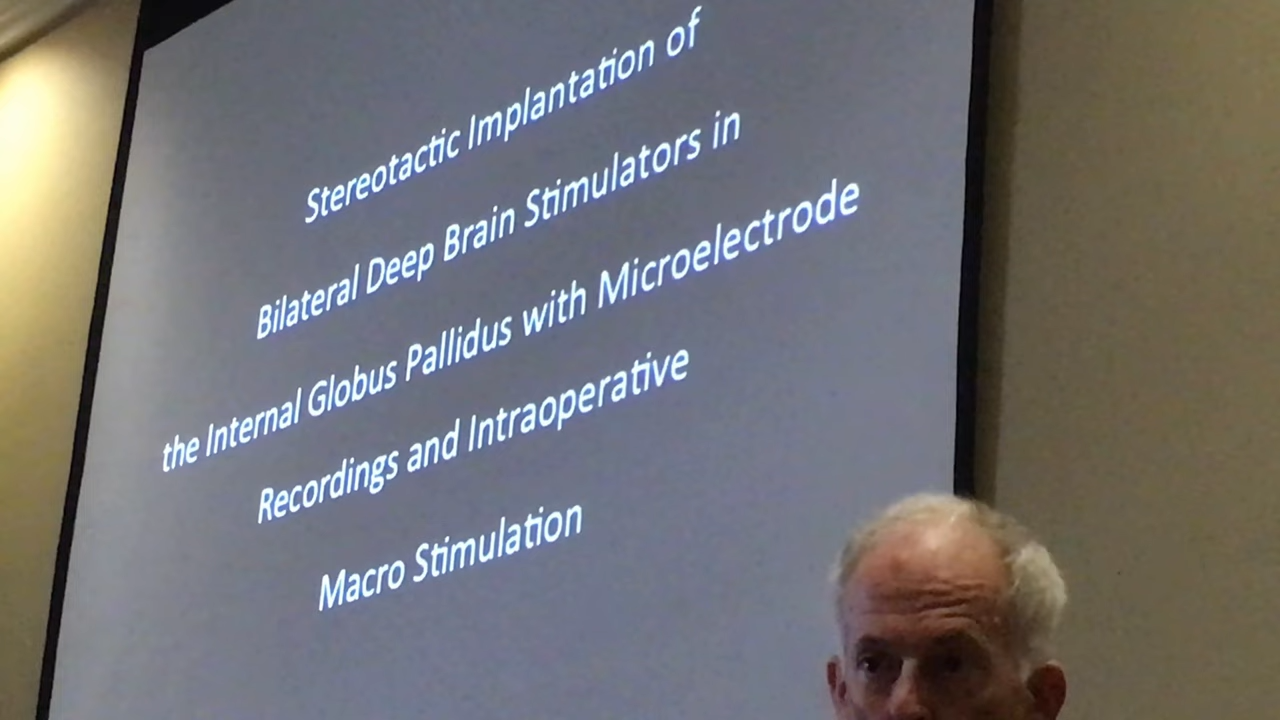 Stereotactic Implantation of
Bilateral Deep Brain Stimulators in
the Internal Globus Pallidus with Microelectrode
Recordings and Intraoperative
Macro Stimulation